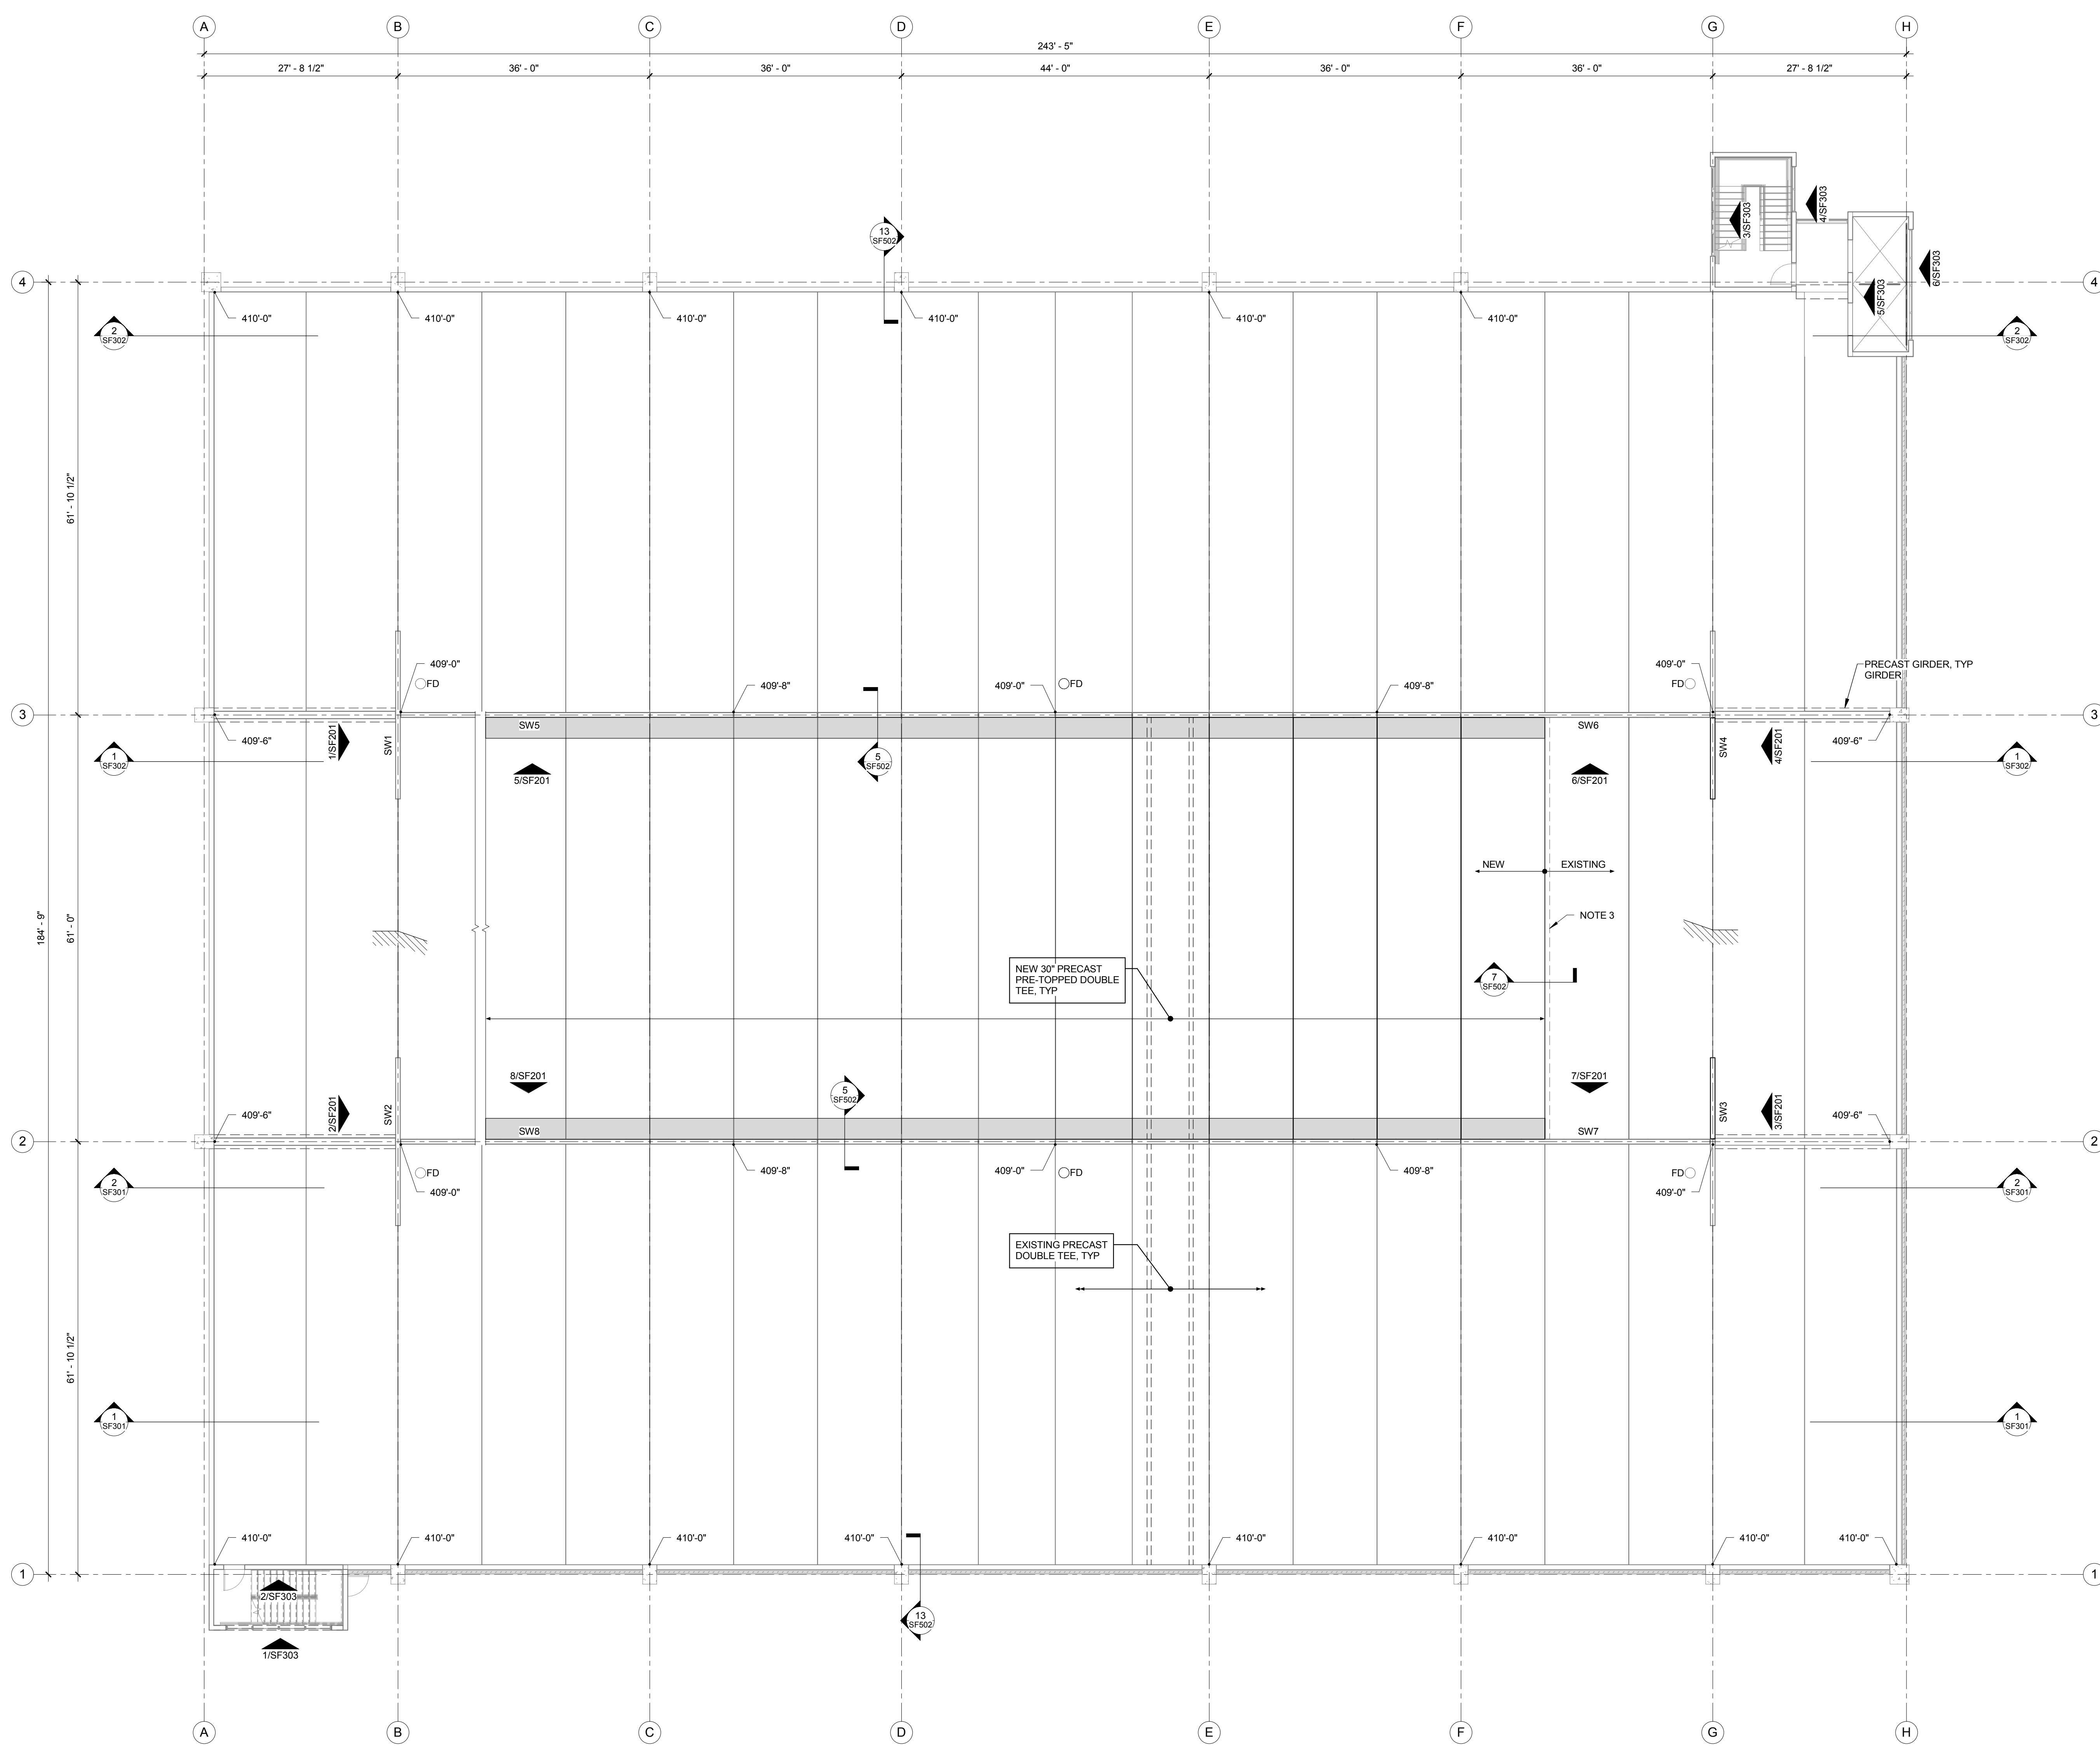 A
B
C
D
E
F
G
H
243' - 5"
27' - 8 1/2"
36' - 0"
36' - 0"
44' - 0"
36' - 0"
36' - 0"
27' - 8 1/2"
3/SF303
4/SF303
13
SF502
6/SF303
5/SF303
4
4
410'-0"
410'-0"
410'-0"
410'-0"
410'-0"
410'-0"
2
SF302
2
SF302
61' - 10 1/2"
409'-0"
FD
409'-8"
409'-0"
FD
409'-8"
409'-0"
FD
PRECAST GIRDER, TYP
GIRDER
3
3
SW5
SW6
409'-6"
1/SF201
SW1
SW4
4/SF201
409'-6"
1
SF302
5
SF502
1
SF302
5/SF201
6/SF201
NEW
EXISTING
184' - 9"
61' - 0"
NOTE 3
NEW 30" PRECAST
PRE-TOPPED DOUBLE
TEE, TYP
7
SF502
8/SF201
7/SF201
5
SF502
409'-6"
2/SF201
SW2
SW3
3/SF201
409'-6"
SW8
SW7
2
2
FD
409'-0"
409'-8"
409'-0"
FD
409'-8"
FD
409'-0"
2
SF301
2
SF301
EXISTING PRECAST
DOUBLE TEE, TYP
61' - 10 1/2"
1
SF301
1
SF301
410'-0"
410'-0"
410'-0"
410'-0"
410'-0"
410'-0"
410'-0"
410'-0"
1
1
2/SF303
13
SF502
1/SF303
A
B
C
D
E
F
G
H